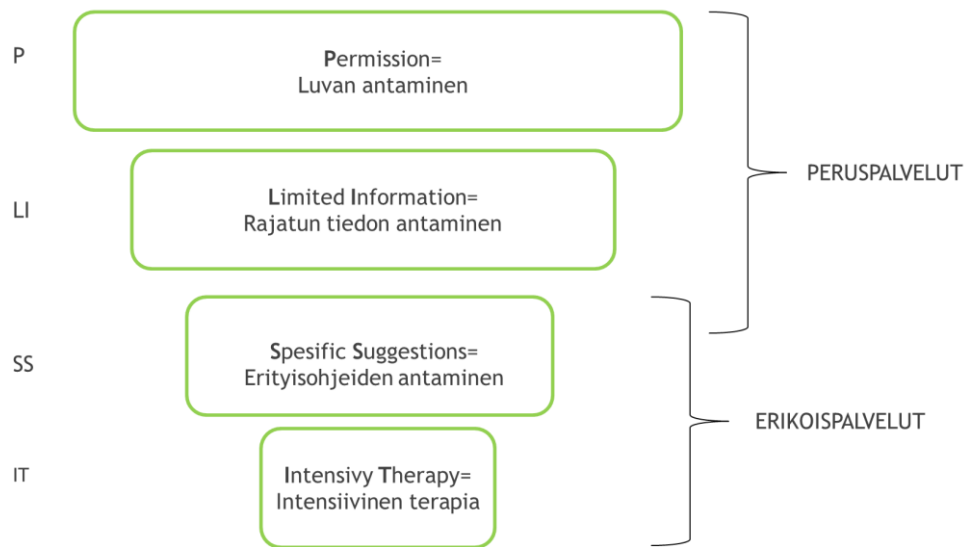 P
Permission=
Luvan antaminen
PERUSPALVELUT
LI
Limited Information=
Rajatun tiedon antaminen
SS
Spesific Suggestions=
Erityisohjeiden antaminen
ERIKOISPALVELUT
IT
Intensivy Therapy=
Intensiivinen terapia